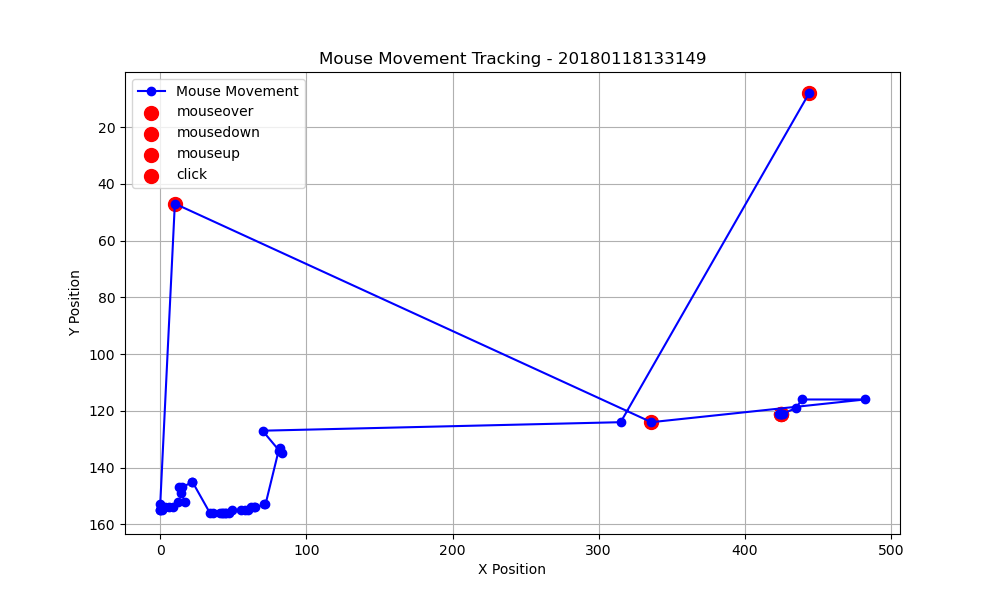 Mouse Movement Tracking - 20180118133149
Mouse Movement
mouseover
mousedown
mouseup
click
20
40
60
80
100
120
140
160
Y Position
0 100 200 300 400 500
X Position